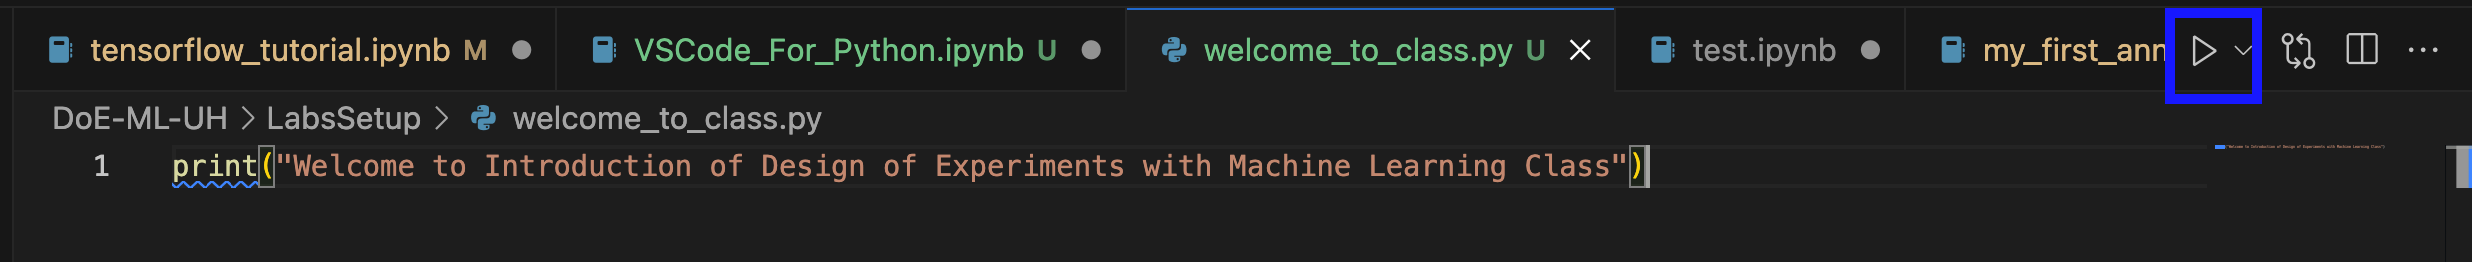 tensorflow_tutorial.ipynb M VSCode_For_Python.ipynb U welcome_to_class.py U test.ipynb my_first_ann
DoE-ML-UH > LabsSetup > welcome_to_class.py
1 print("Welcome to Introduction of Design of Experiments with Machine Learning Class")